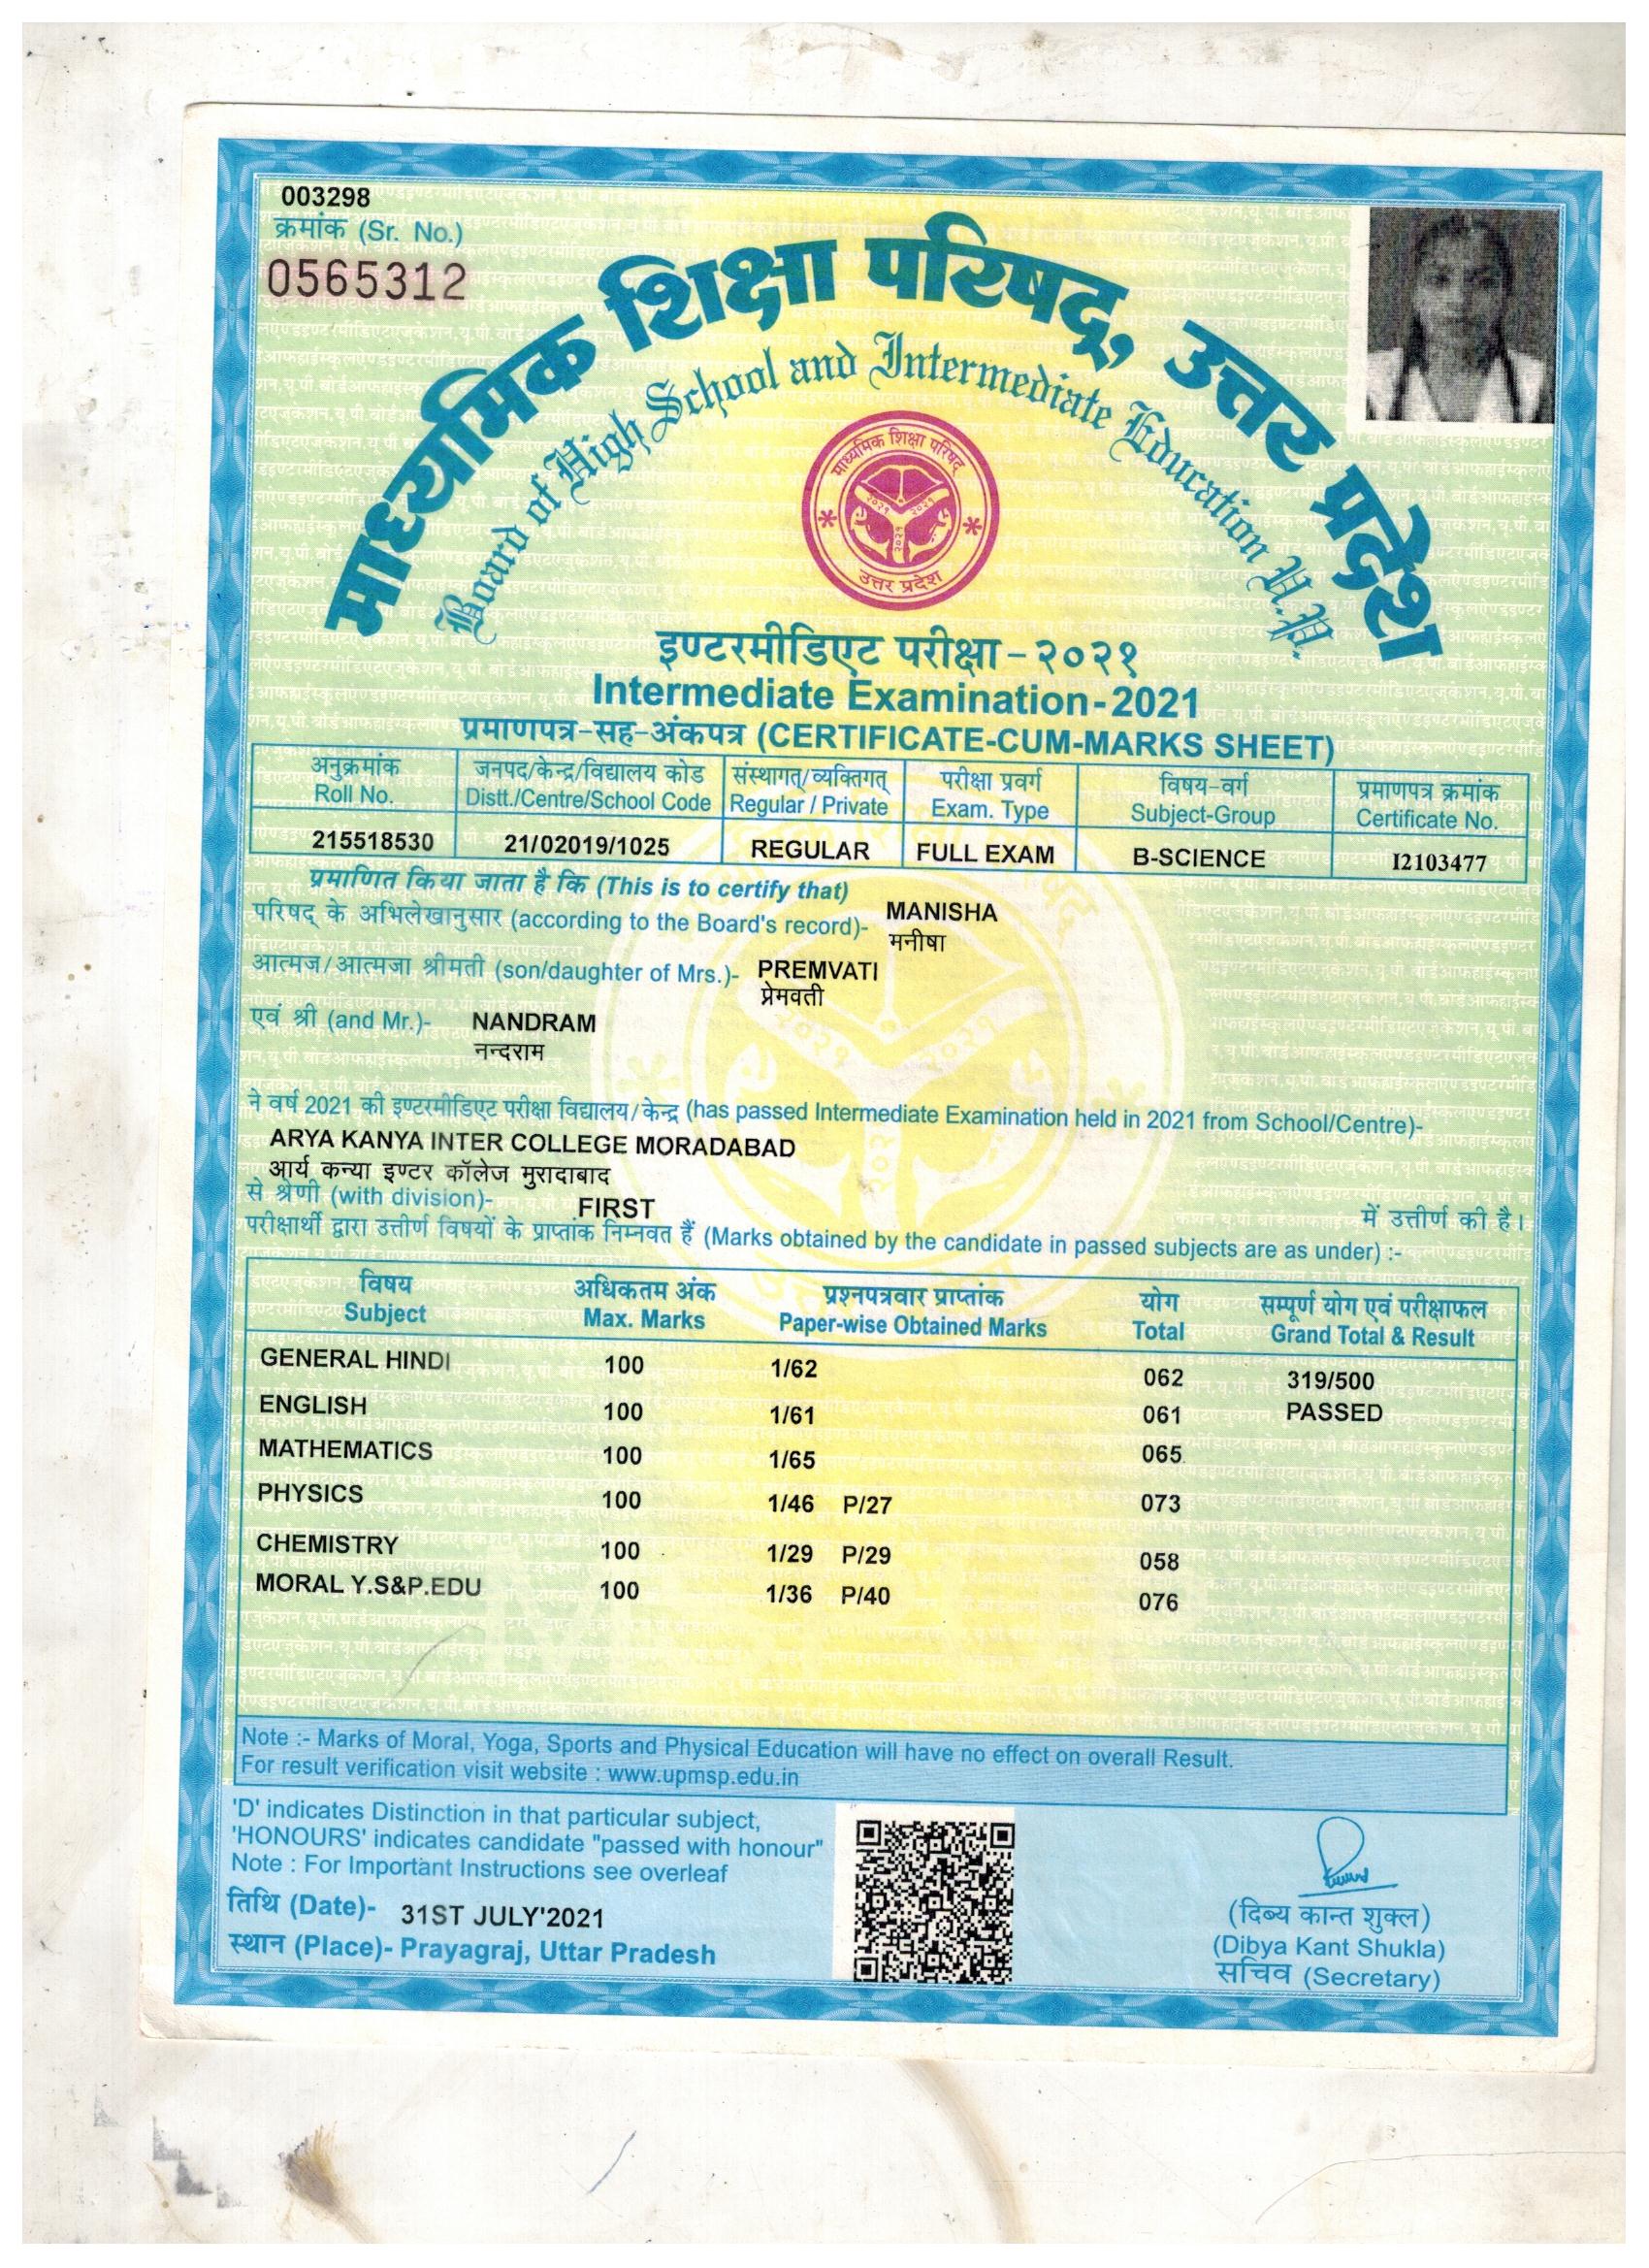 003298
क्रमांक (Sr. No.)
0565312
माध्यमिक शिक्षा परिषद्, उत्तर प्रदेश
Board of High School and Intermediate Education U.P.
माध्यमिक शिक्षा परिषद्
२०२१ २०२१
२०२१
उत्तर प्रदेश
इण्टरमीडिएट परीक्षा - २०२१
Intermediate Examination - 2021
प्रमाणपत्र-सह-अंकपत्र (CERTIFICATE-CUM-MARKS SHEET)
अनुक्रमांक जनपद/केन्द्र/विद्यालय कोड संस्थागत्/व्यक्तिगत् परीक्षा प्रवर्ग विषय-वर्ग प्रमाणपत्र क्रमांक
Roll No. Distt./Centre/School Code Regular / Private Exam. Type Subject-Group Certificate No.
215518530 21/02019/1025 REGULAR FULL EXAM B-SCIENCE I2103477
प्रमाणित किया जाता है कि (This is to certify that)
परिषद् के अभिलेखानुसार (according to the Board's record)- MANISHA
मनीषा
आत्मज/आत्मजा श्रीमती (son/daughter of Mrs.)- PREMVATI
प्रेमवती
एवं श्री (and Mr.)- NANDRAM
नन्दराम
ने वर्ष 2021 की इण्टरमीडिएट परीक्षा विद्यालय/केन्द्र (has passed Intermediate Examination held in 2021 from School/Centre)-
ARYA KANYA INTER COLLEGE MORADABAD
आर्य कन्या इण्टर कॉलेज मुरादाबाद
से श्रेणी (with division)- FIRST में उत्तीर्ण की है।
परीक्षार्थी द्वारा उत्तीर्ण विषयों के प्राप्तांक निम्नवत हैं (Marks obtained by the candidate in passed subjects are as under) :-
विषय अधिकतम अंक प्रश्नपत्रवार प्राप्तांक योग सम्पूर्ण योग एवं परीक्षाफल
Subject Max. Marks Paper-wise Obtained Marks Total Grand Total & Result
GENERAL HINDI 100 1/62 062 319/500
ENGLISH 100 1/61 061 PASSED
MATHEMATICS 100 1/65 065
PHYSICS 100 1/46 P/27 073
CHEMISTRY 100 1/29 P/29 058
MORAL Y.S&P.EDU 100 1/36 P/40 076
Note :- Marks of Moral, Yoga, Sports and Physical Education will have no effect on overall Result.
For result verification visit website : www.upmsp.edu.in
'D' indicates Distinction in that particular subject,
'HONOURS' indicates candidate "passed with honour"
Note : For Important Instructions see overleaf
तिथि (Date)- 31ST JULY'2021
स्थान (Place)- Prayagraj, Uttar Pradesh
(दिब्य कान्त शुक्ल)
(Dibya Kant Shukla)
सचिव (Secretary)